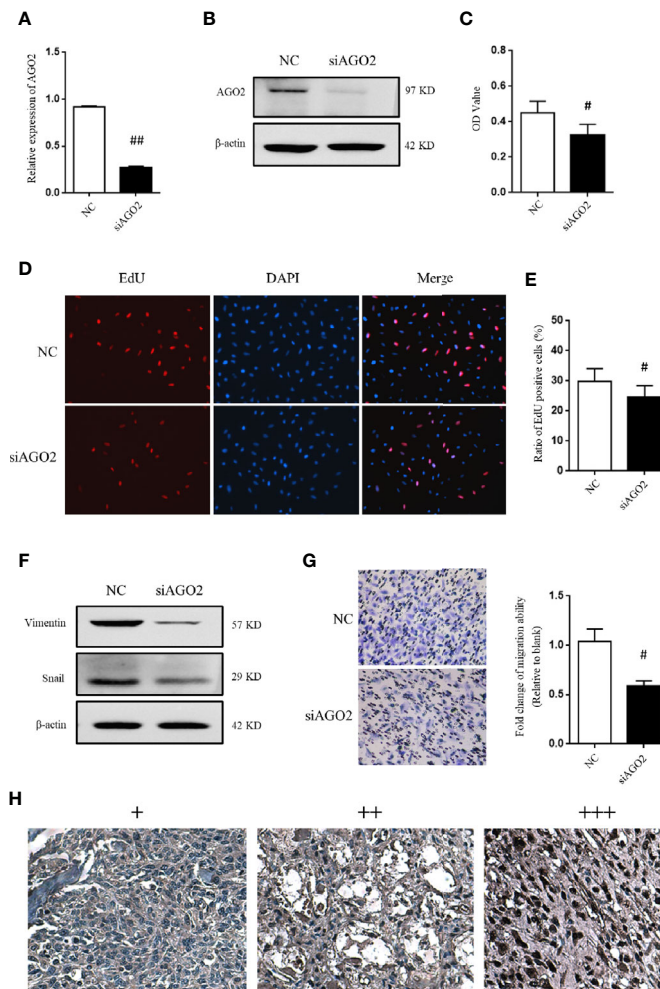 A
Relative expression of AGO2
1.5
1.0
0.5
0.0
##
NC
siAGO2
B
NC siAGO2
AGO2 97 KD
β-actin 42 KD
C
OD Value
0.8
0.6
0.4
0.2
0.0
#
NC
siAGO2
D
EdU DAPI Merge
NC
siAGO2
E
Ratio of EdU positive cells (%)
50
40
30
20
10
0
#
NC
siAGO2
F
NC siAGO2
Vimentin 57 KD
Snail 29 KD
β-actin 42 KD
G
NC
siAGO2
Fold change of migration ability
(Relative to blank)
1.5
1.0
0.5
0.0
#
NC
siAGO2
H
+ ++ +++